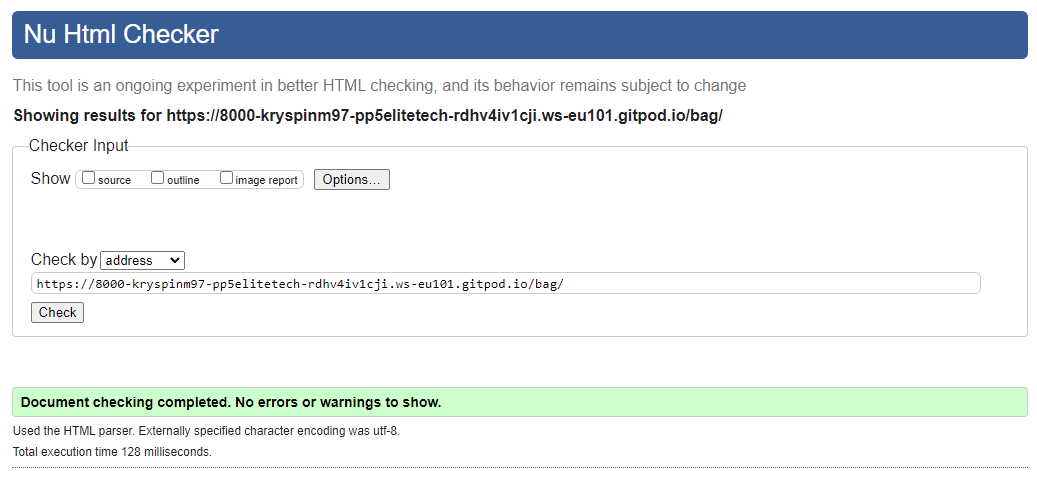 Nu Html Checker
This tool is an ongoing experiment in better HTML checking, and its behavior remains subject to change
Showing results for https://8000-kryspinm97-pp5elitetech-rdhv4iv1cji.ws-eu101.gitpod.io/bag/
Checker Input
Show source outline image report Options...
Check by address
https://8000-kryspinm97-pp5elitetech-rdhv4iv1cji.ws-eu101.gitpod.io/bag/
Check
Document checking completed. No errors or warnings to show.
Used the HTML parser. Externally specified character encoding was utf-8.
Total execution time 128 milliseconds.